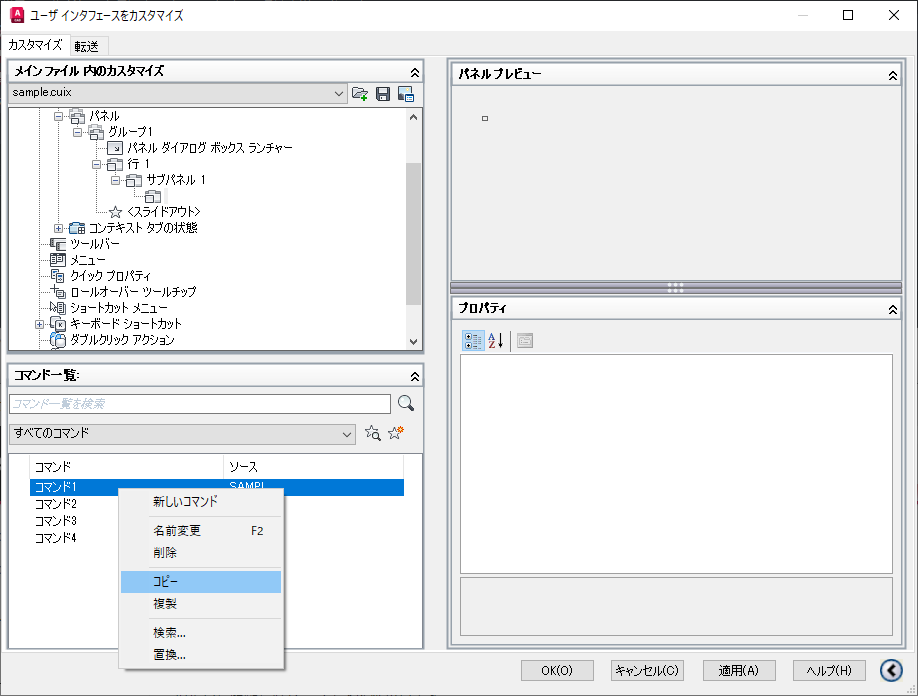 ユーザ インタフェースをカスタマイズ
カスタマイズ 転送
メイン ファイル 内のカスタマイズ
sample.cuix
パネル
グループ1
パネル ダイアログ ボックス ランチャー
行 1
サブパネル 1
<スライドアウト>
コンテキスト タブの状態
ツールバー
メニュー
クイック プロパティ
ロールオーバー ツールチップ
ショートカット メニュー
キーボード ショートカット
ダブルクリック アクション
コマンド一覧:
コマンド一覧を検索
すべてのコマンド
コマンド ソース
コマンド1 SAMPL
コマンド2
コマンド3
コマンド4
新しいコマンド
名前変更 F2
削除
コピー
複製
検索...
置換...
パネル プレビュー
プロパティ
OK(O) キャンセル(C) 適用(A) ヘルプ(H)